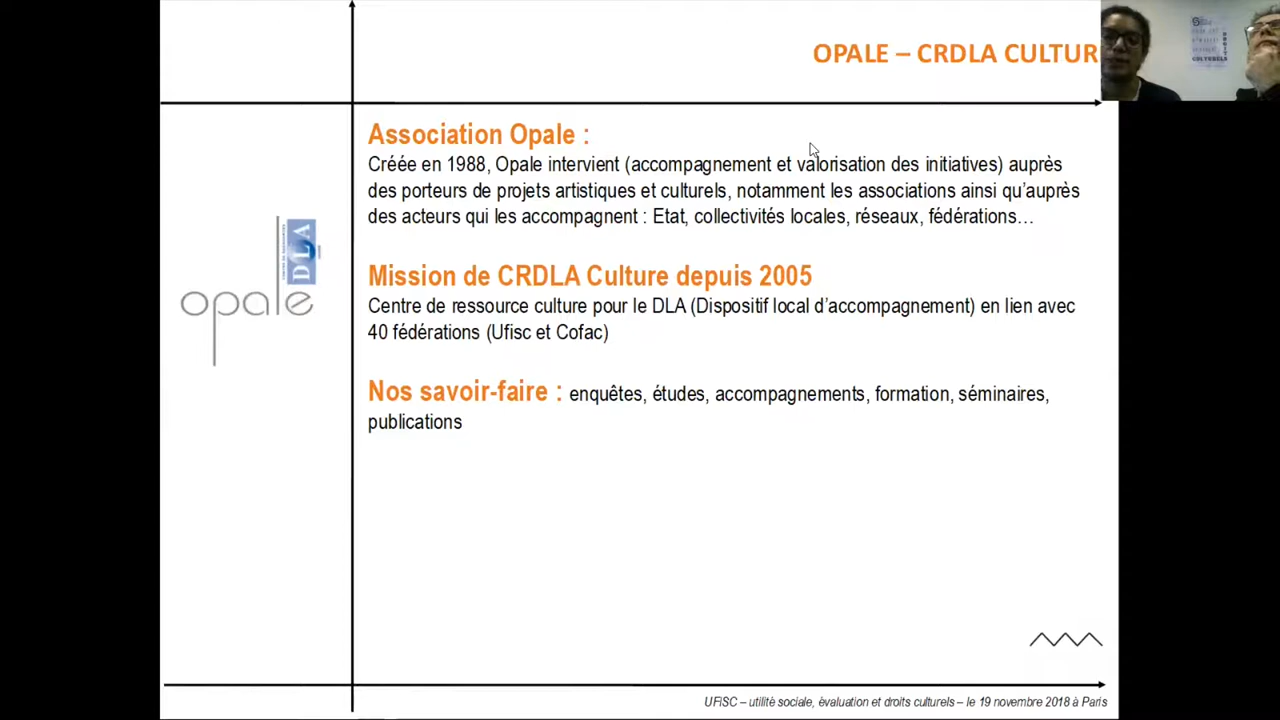 OPALE – CRDLA CULTUR
Association Opale :
Créée en 1988, Opale intervient (accompagnement et valorisation des initiatives) auprès
des porteurs de projets artistiques et culturels, notamment les associations ainsi qu'auprès
des acteurs qui les accompagnent : Etat, collectivités locales, réseaux, fédérations…
DLA
opale
Mission de CRDLA Culture depuis 2005
Centre de ressource culture pour le DLA (Dispositif local d'accompagnement) en lien avec
40 fédérations (Ufisc et Cofac)
Nos savoir-faire : enquêtes, études, accompagnements, formation, séminaires,
publications
UFISC – utilité sociale, évaluation et droits culturels – le 19 novembre 2018 à Paris